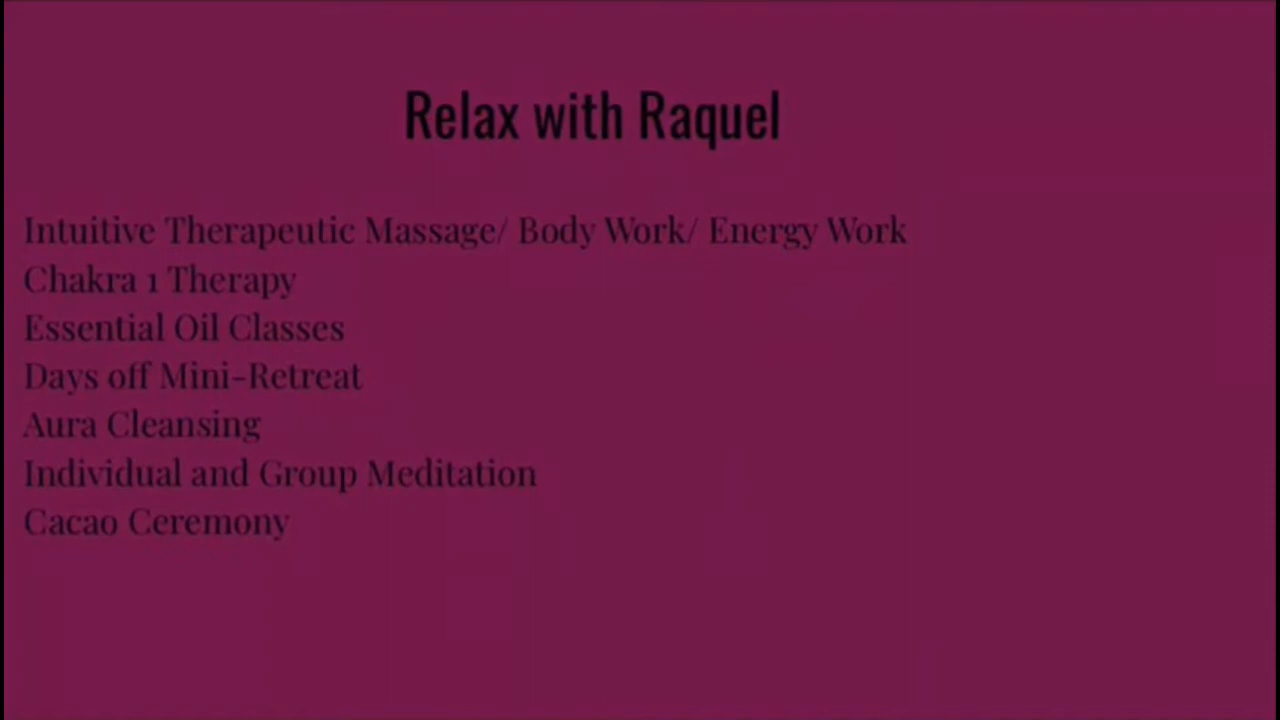 Relax with Raquel
Intuitive Therapeutic Massage/ Body Work/ Energy Work
Chakra 1 Therapy
Essential Oil Classes
Days off Mini-Retreat
Aura Cleansing
Individual and Group Meditation
Cacao Ceremony